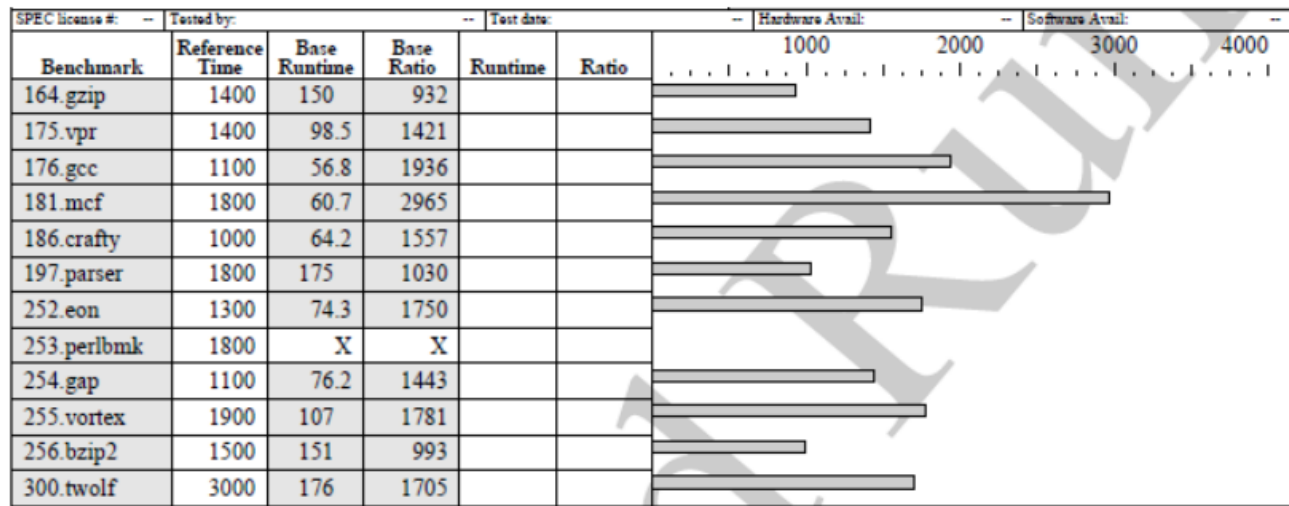 SPEC license #: -- Tested by: -- Test date: -- Hardware Avail: -- Software Avail: --
Benchmark Reference Time Base Runtime Base Ratio Runtime Ratio 1000 2000 3000 4000
164.gzip 1400 150 932
175.vpr 1400 98.5 1421
176.gcc 1100 56.8 1936
181.mcf 1800 60.7 2965
186.crafty 1000 64.2 1557
197.parser 1800 175 1030
252.eon 1300 74.3 1750
253.perlbmk 1800 X X
254.gap 1100 76.2 1443
255.vortex 1900 107 1781
256.bzip2 1500 151 993
300.twolf 3000 176 1705